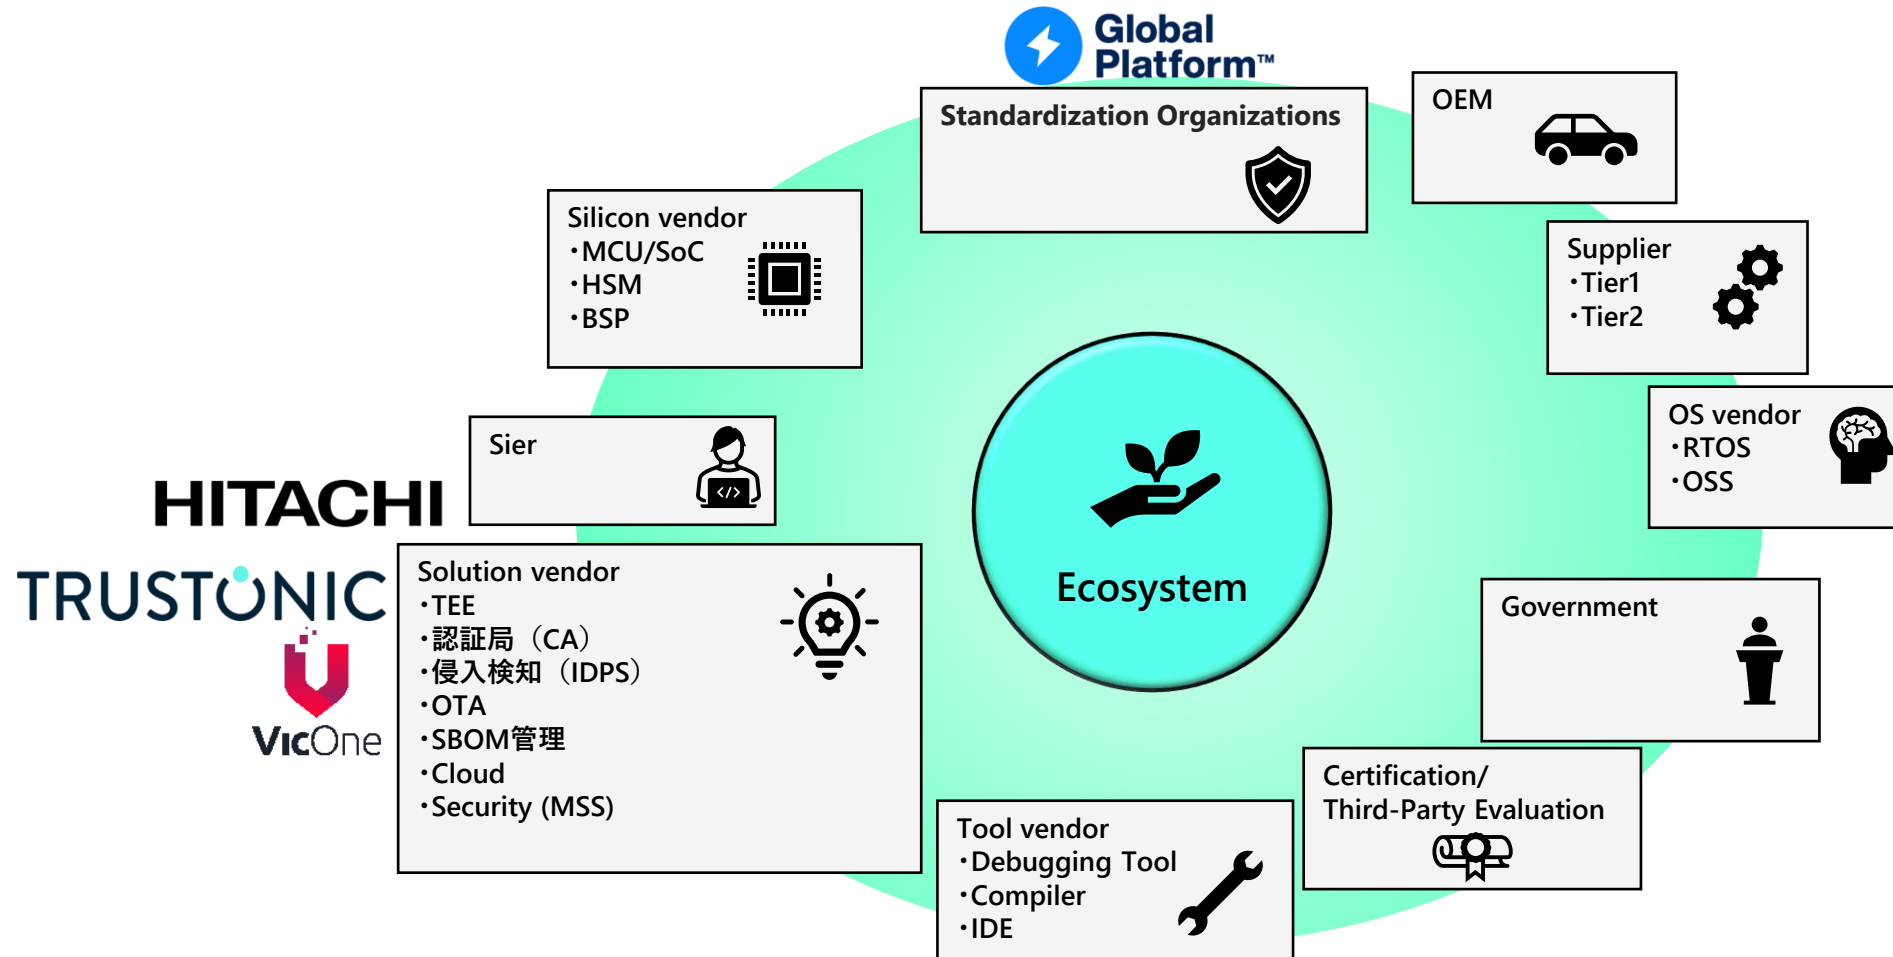 Global
Platform™
Standardization Organizations
OEM
Silicon vendor
・MCU/SoC
・HSM
・BSP
Supplier
・Tier1
・Tier2
OS vendor
・RTOS
・OSS
Sier
</>
HITACHI
TRUSTONIC
VicOne
Solution vendor
・TEE
・認証局（CA）
・侵入検知（IDPS）
・OTA
・SBOM管理
・Cloud
・Security (MSS)
Ecosystem
Government
Certification/
Third-Party Evaluation
Tool vendor
・Debugging Tool
・Compiler
・IDE